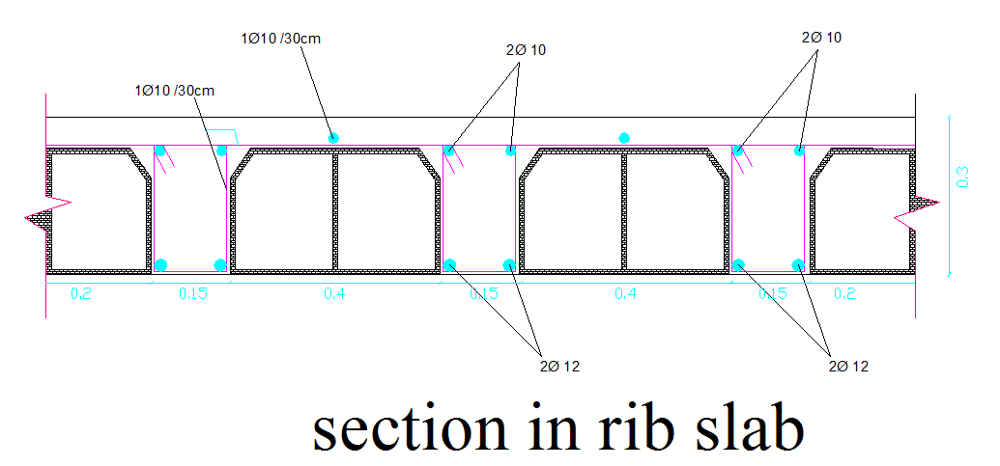 1Ø10 /30cm
2Ø 10
2Ø 10
1Ø10 /30cm
0.3
0.2 0.15 0.4 0.15 0.4 0.15 0.2
2Ø 12
2Ø 12
section in rib slab